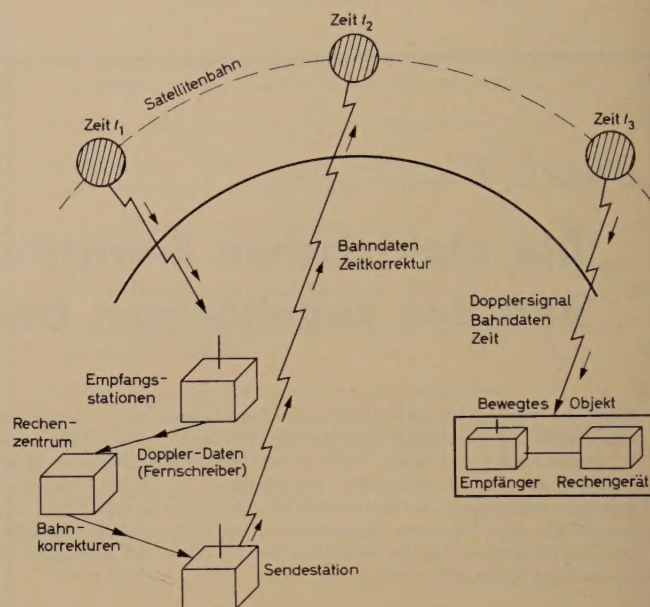 Zeit t₂
Satellitenbahn
Zeit t₁
Zeit t₃
Bahndaten
Zeitkorrektur
Dopplersignal
Bahndaten
Zeit
Empfangs-
stationen
Bewegtes Objekt
Rechen-
zentrum
Doppler-Daten
(Fernschreiber)
Empfänger Rechengerät
Bahn-
korrekturen
Sendestation